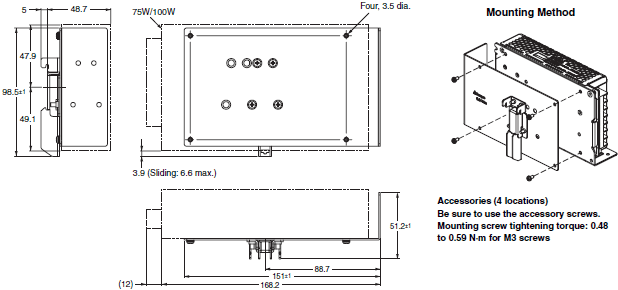 5
48.7
75W/100W
Four, 3.5 dia.
Mounting Method
47.9
98.5±1
49.1
3.9 (Sliding: 6.6 max.)
51.2±1
88.7
151±1
(12)
168.2
Accessories (4 locations)
Be sure to use the accessory screws.
Mounting screw tightening torque: 0.48
to 0.59 N·m for M3 screws